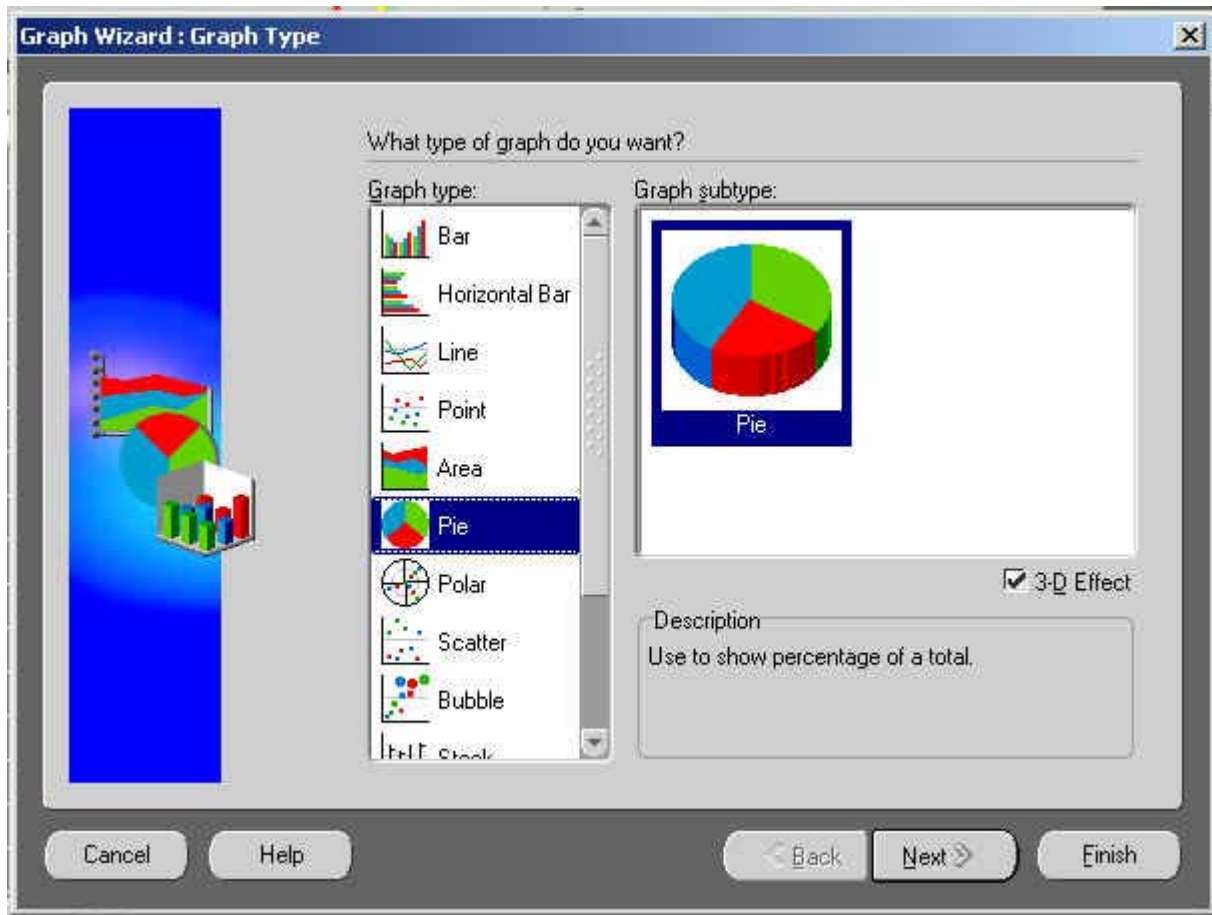 Graph Wizard : Graph Type
What type of graph do you want?
Graph type:
Bar
Horizontal Bar
Line
Point
Area
Pie
Polar
Scatter
Bubble
Stock
Graph subtype:
Pie
3-D Effect
Description
Use to show percentage of a total.
Cancel
Help
Back
Next
Finish